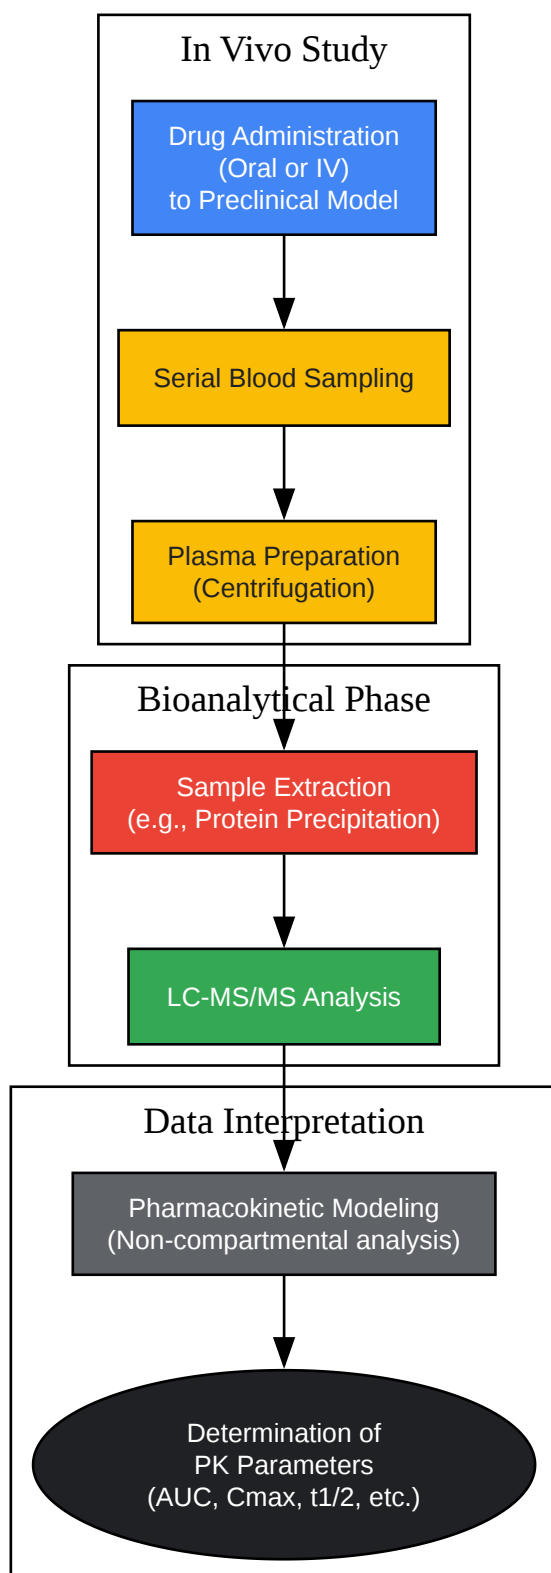 In Vivo Study
Drug Administration
(Oral or IV)
to Preclinical Model
Serial Blood Sampling
Plasma Preparation
(Centrifugation)
Bioanalytical Phase
Sample Extraction
(e.g., Protein Precipitation)
LC-MS/MS Analysis
Data Interpretation
Pharmacokinetic Modeling
(Non-compartmental analysis)
Determination of
PK Parameters
(AUC, Cmax, t1/2, etc.)